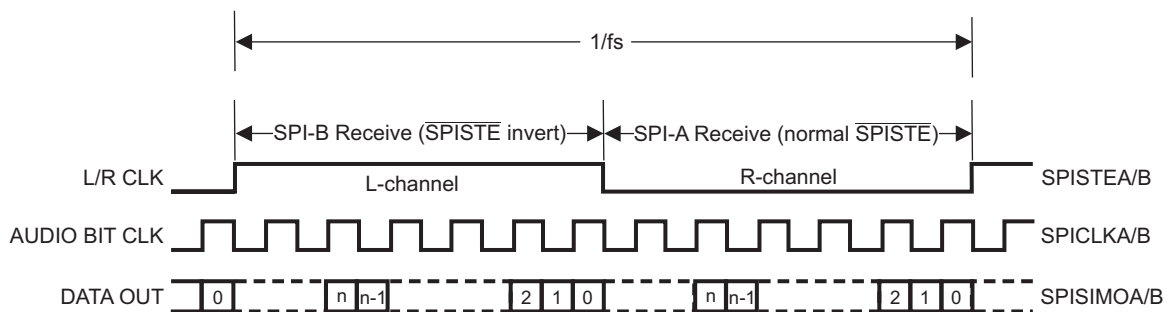 1/fs
SPI-B Receive (SPISTE invert) SPI-A Receive (normal SPISTE)
L/R CLK L-channel R-channel SPISTEA/B
AUDIO BIT CLK SPICLKA/B
DATA OUT 0 n n-1 2 1 0 n n-1 2 1 0 SPISIMOA/B